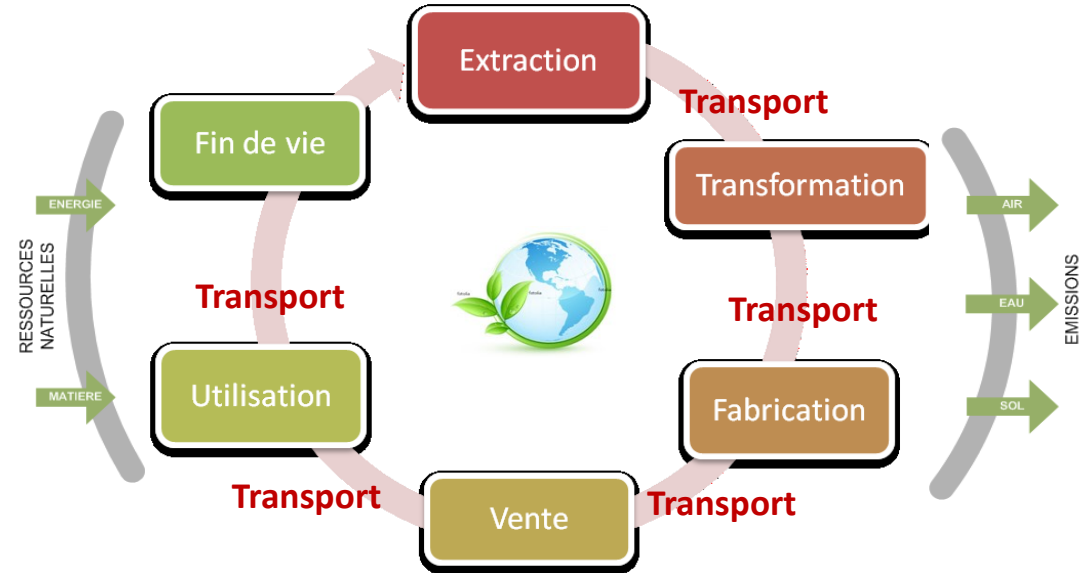 Extraction
Transport
Fin de vie
Transformation
ENERGIE
AIR
RESSOURCES
NATURELLES
Transport
Transport
EAU
EMISSIONS
MATIERE
Utilisation
Fabrication
SOL
Transport
Vente
Transport